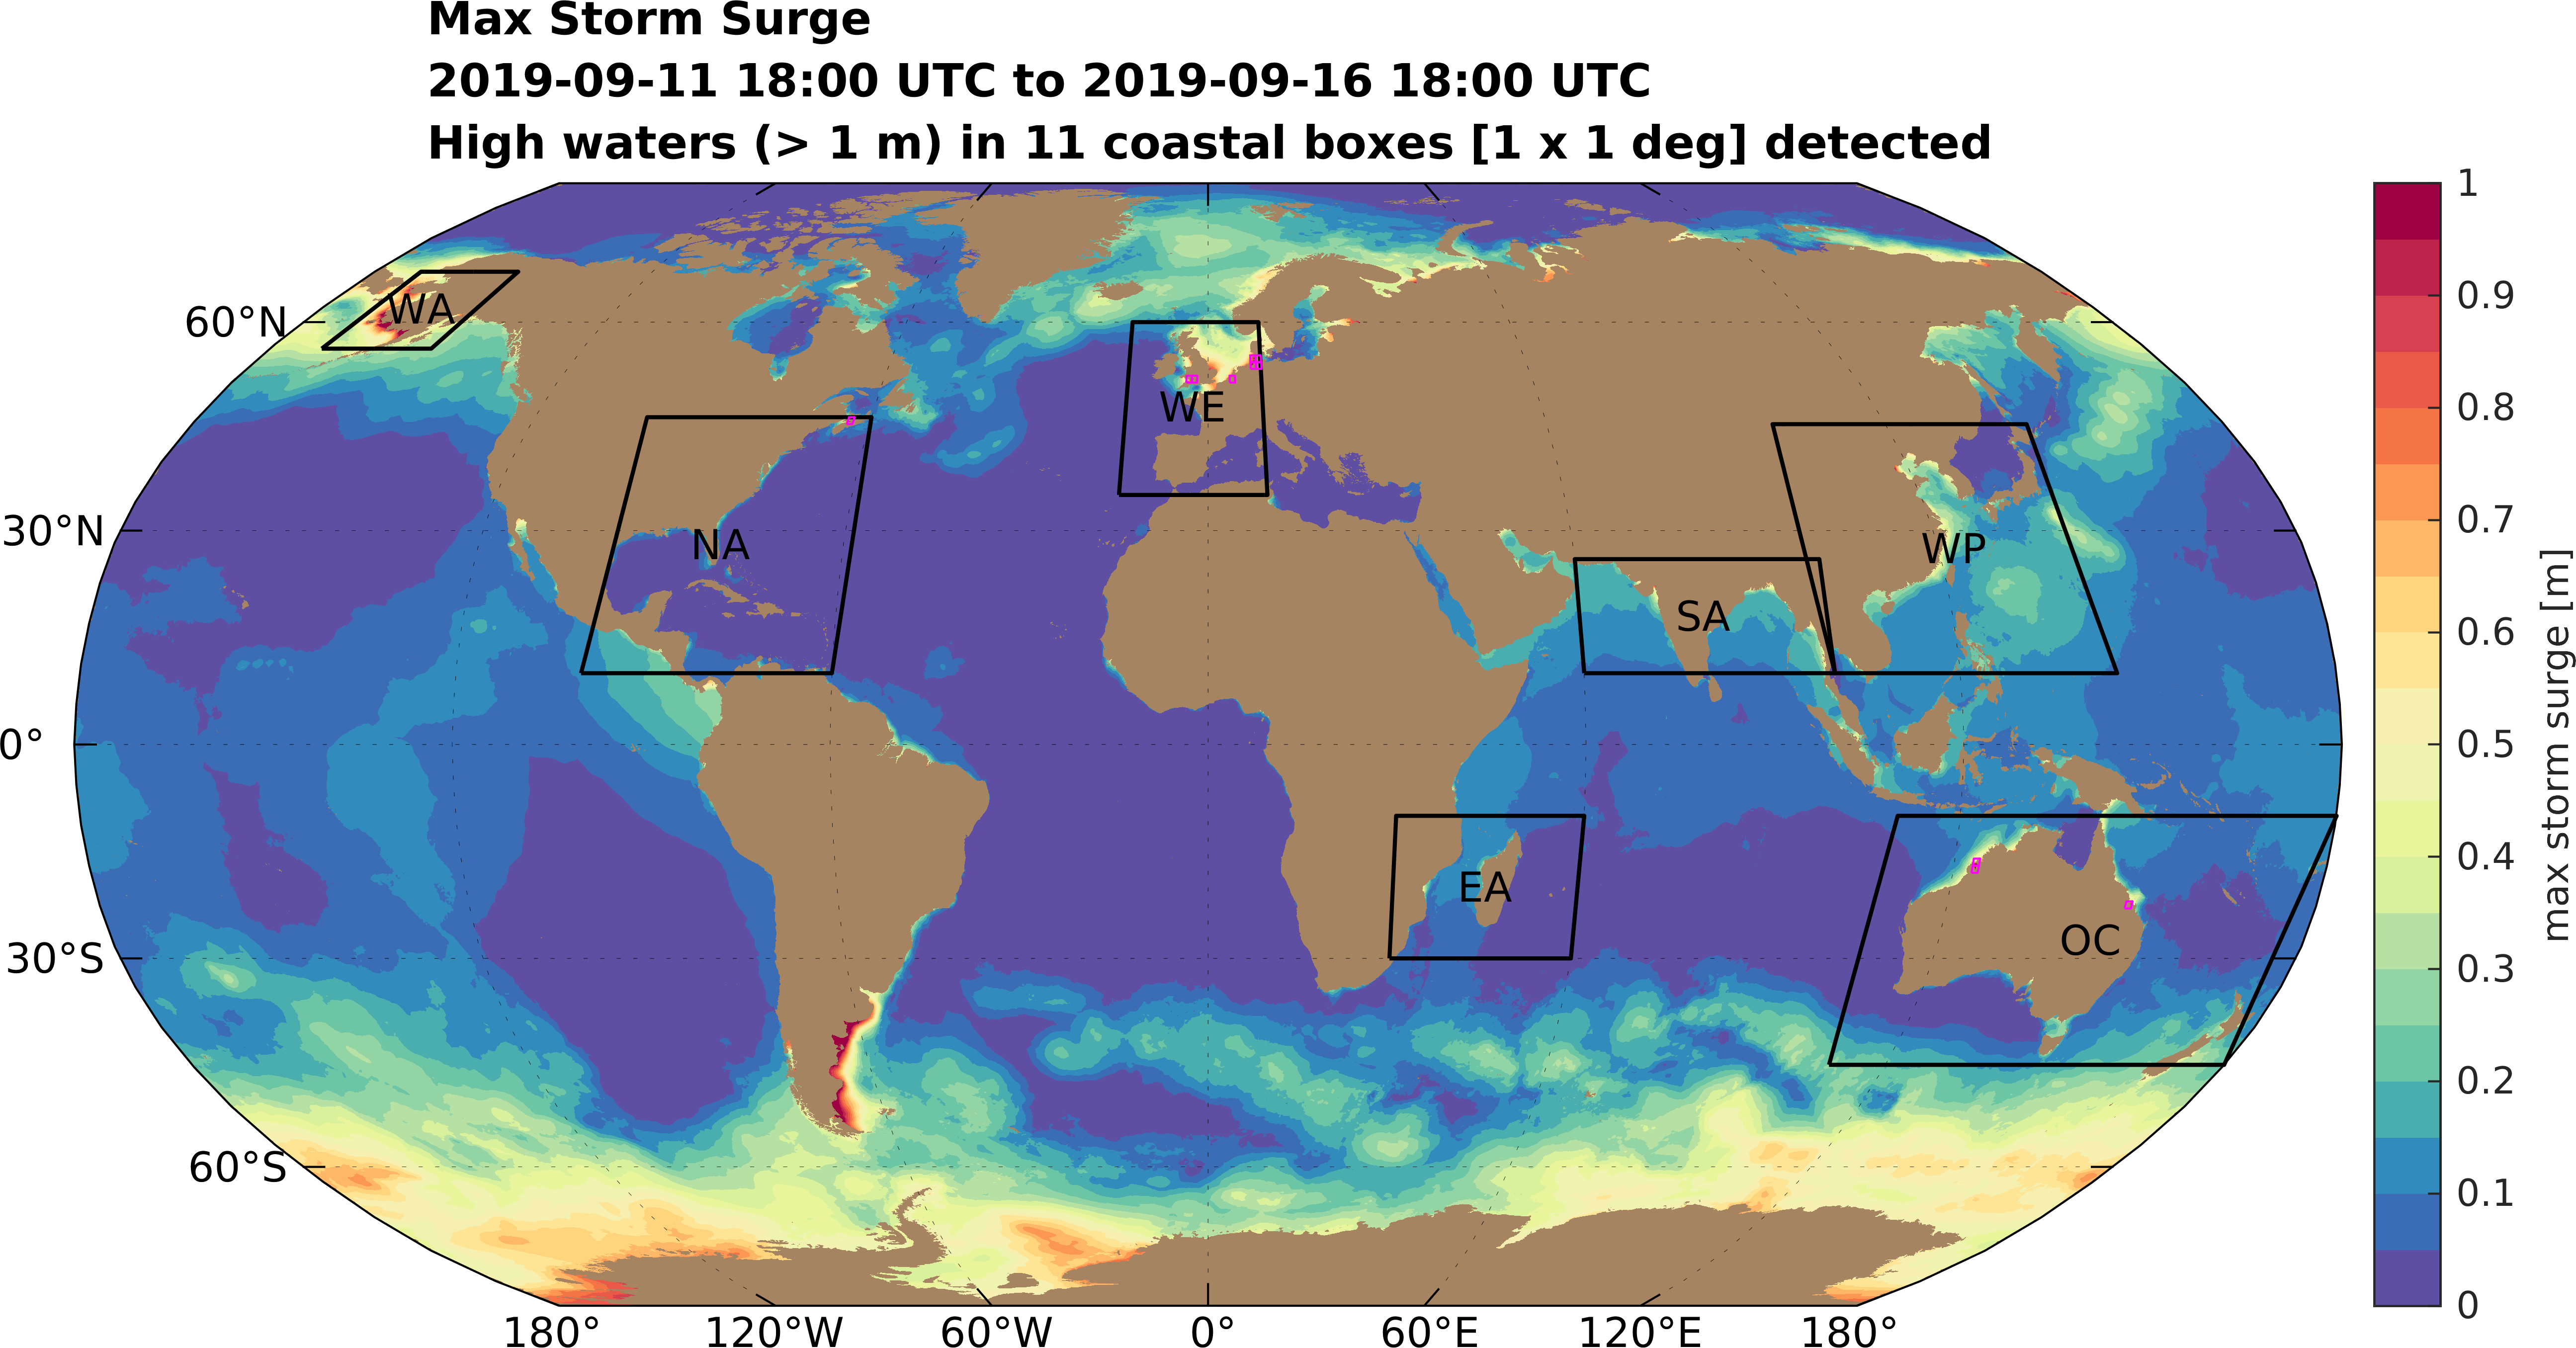 Max Storm Surge
2019-09-11 18:00 UTC to 2019-09-16 18:00 UTC
High waters (> 1 m) in 11 coastal boxes [1 x 1 deg] detected
60°N
30°N
0°
30°S
60°S
WA
NA
WE
SA
WP
EA
OC
180°
120°W
60°W
0°
60°E
120°E
180°
1
0.9
0.8
0.7
0.6
0.5
0.4
0.3
0.2
0.1
0
max storm surge [m]